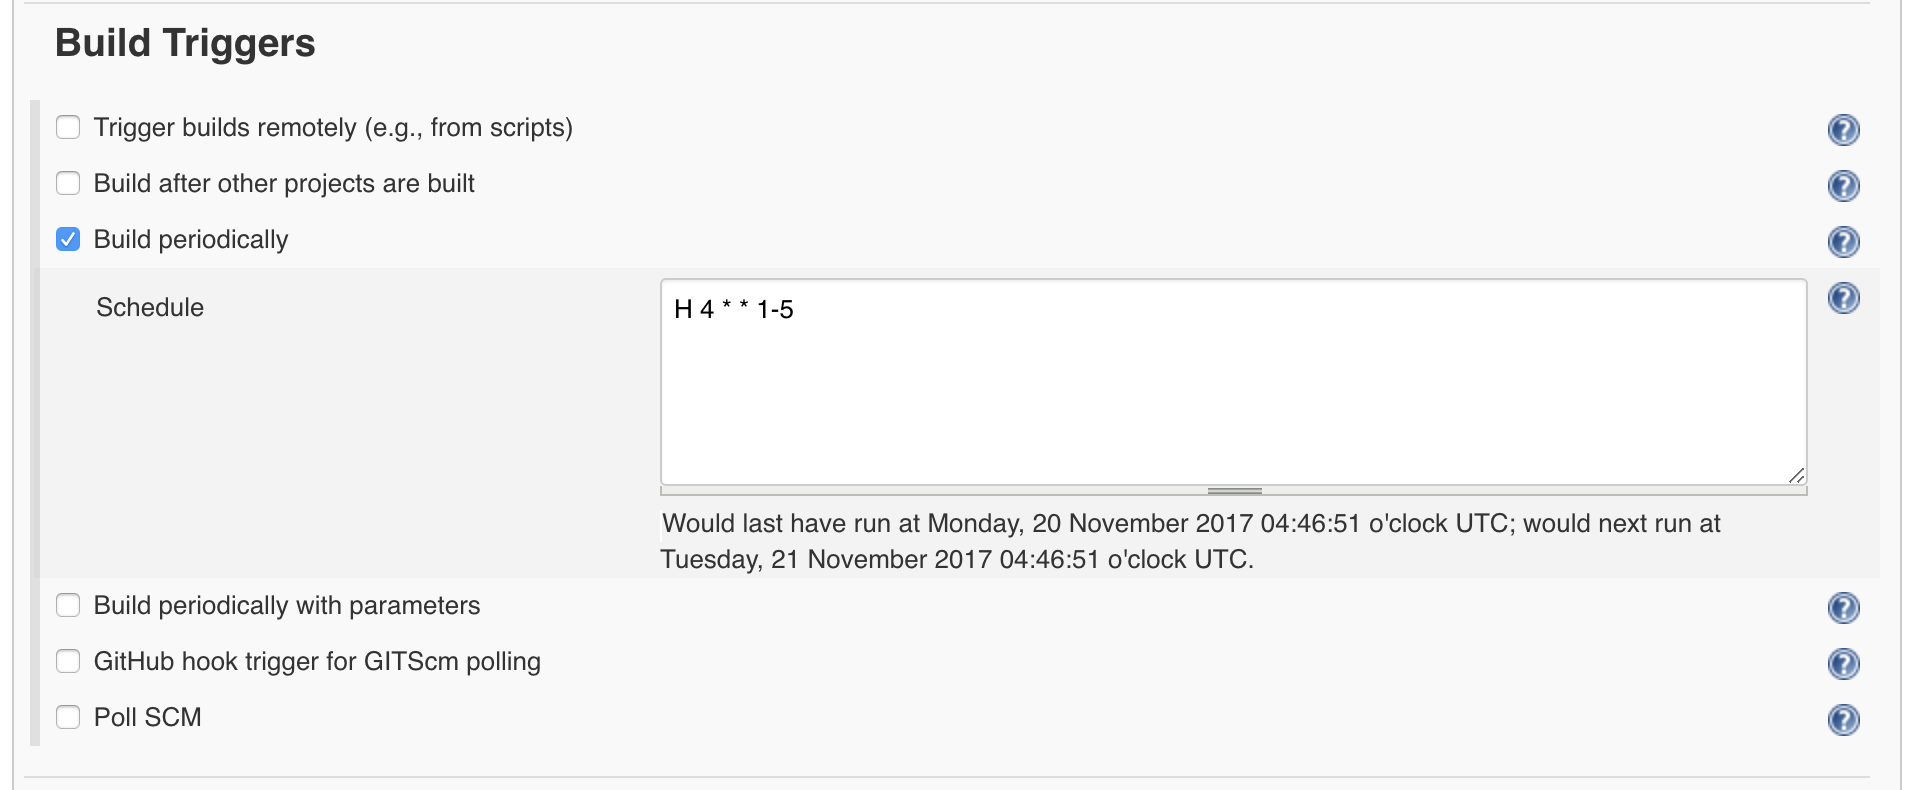 Build Triggers
Trigger builds remotely (e.g., from scripts)
?
Build after other projects are built
?
Build periodically
?
Schedule
H 4 * * 1-5
?
Would last have run at Monday, 20 November 2017 04:46:51 o'clock UTC; would next run at
Tuesday, 21 November 2017 04:46:51 o'clock UTC.
Build periodically with parameters
?
GitHub hook trigger for GITScm polling
?
Poll SCM
?